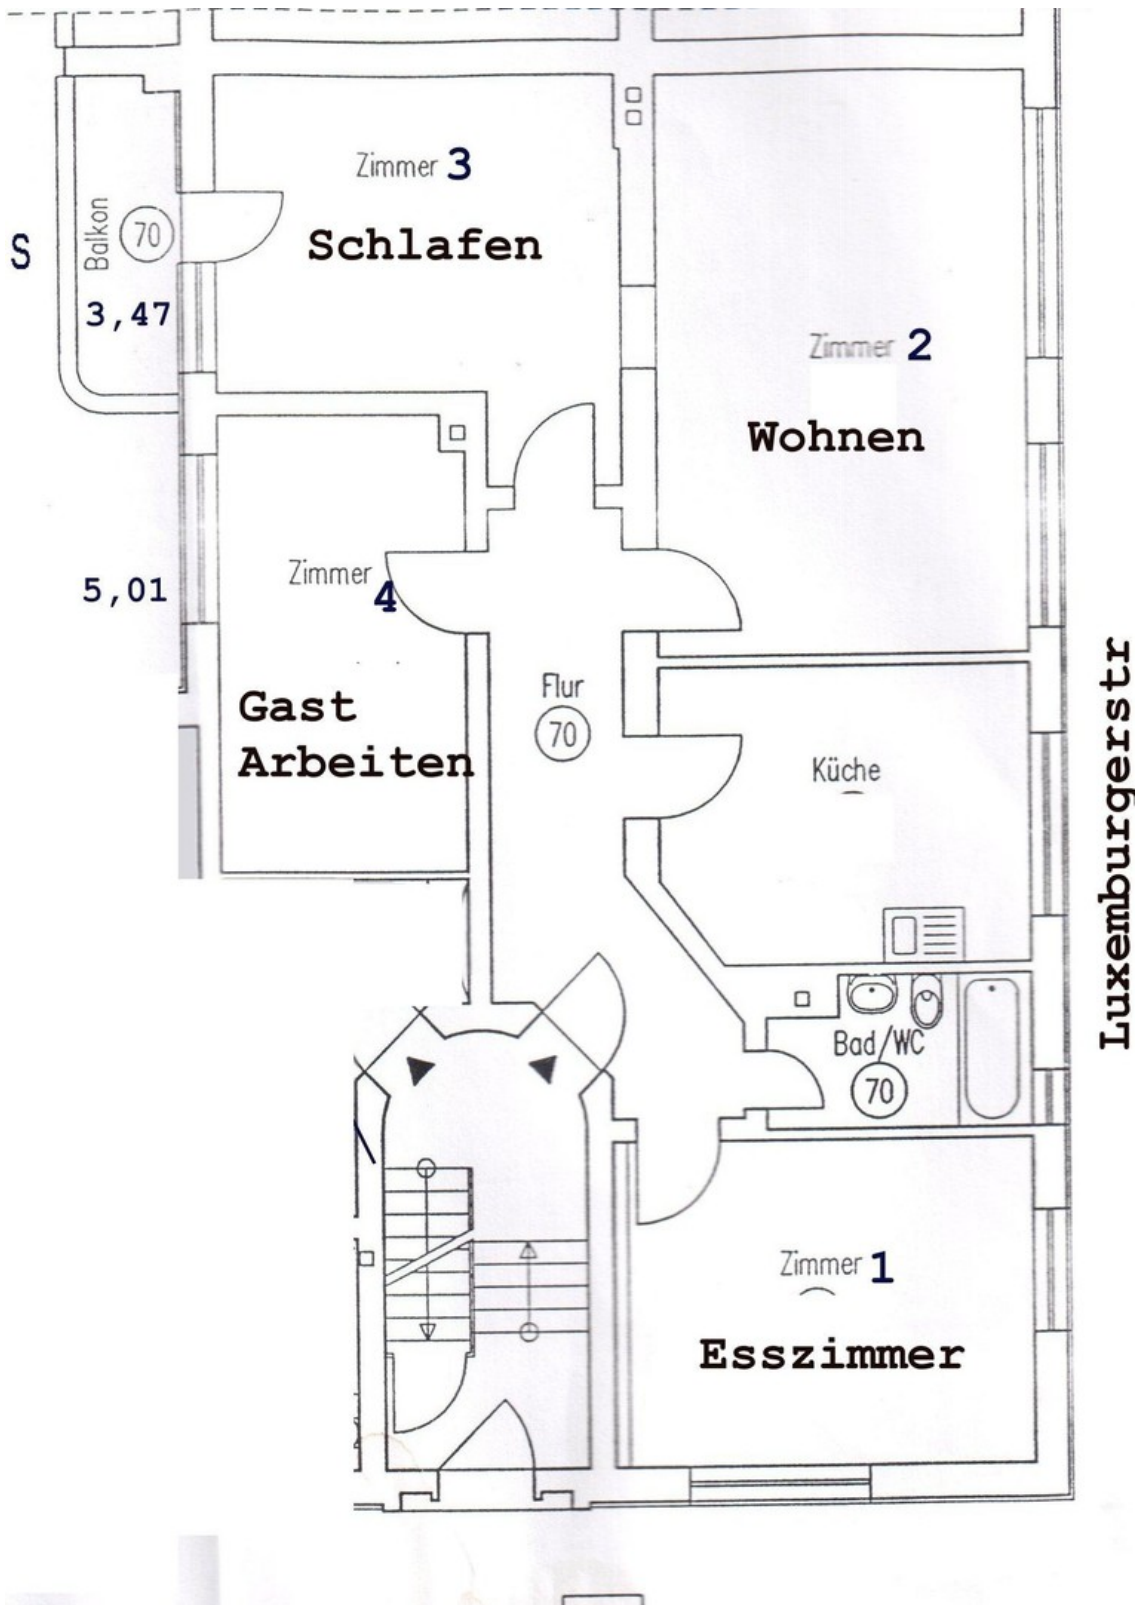 Zimmer 3
Schlafen
Balkon
70
S
3,47
Zimmer 2
Wohnen
Zimmer 4
5,01
Gast
Arbeiten
Flur
70
Küche
Luxemburgerstr
Bad/WC
70
Zimmer 1
Esszimmer